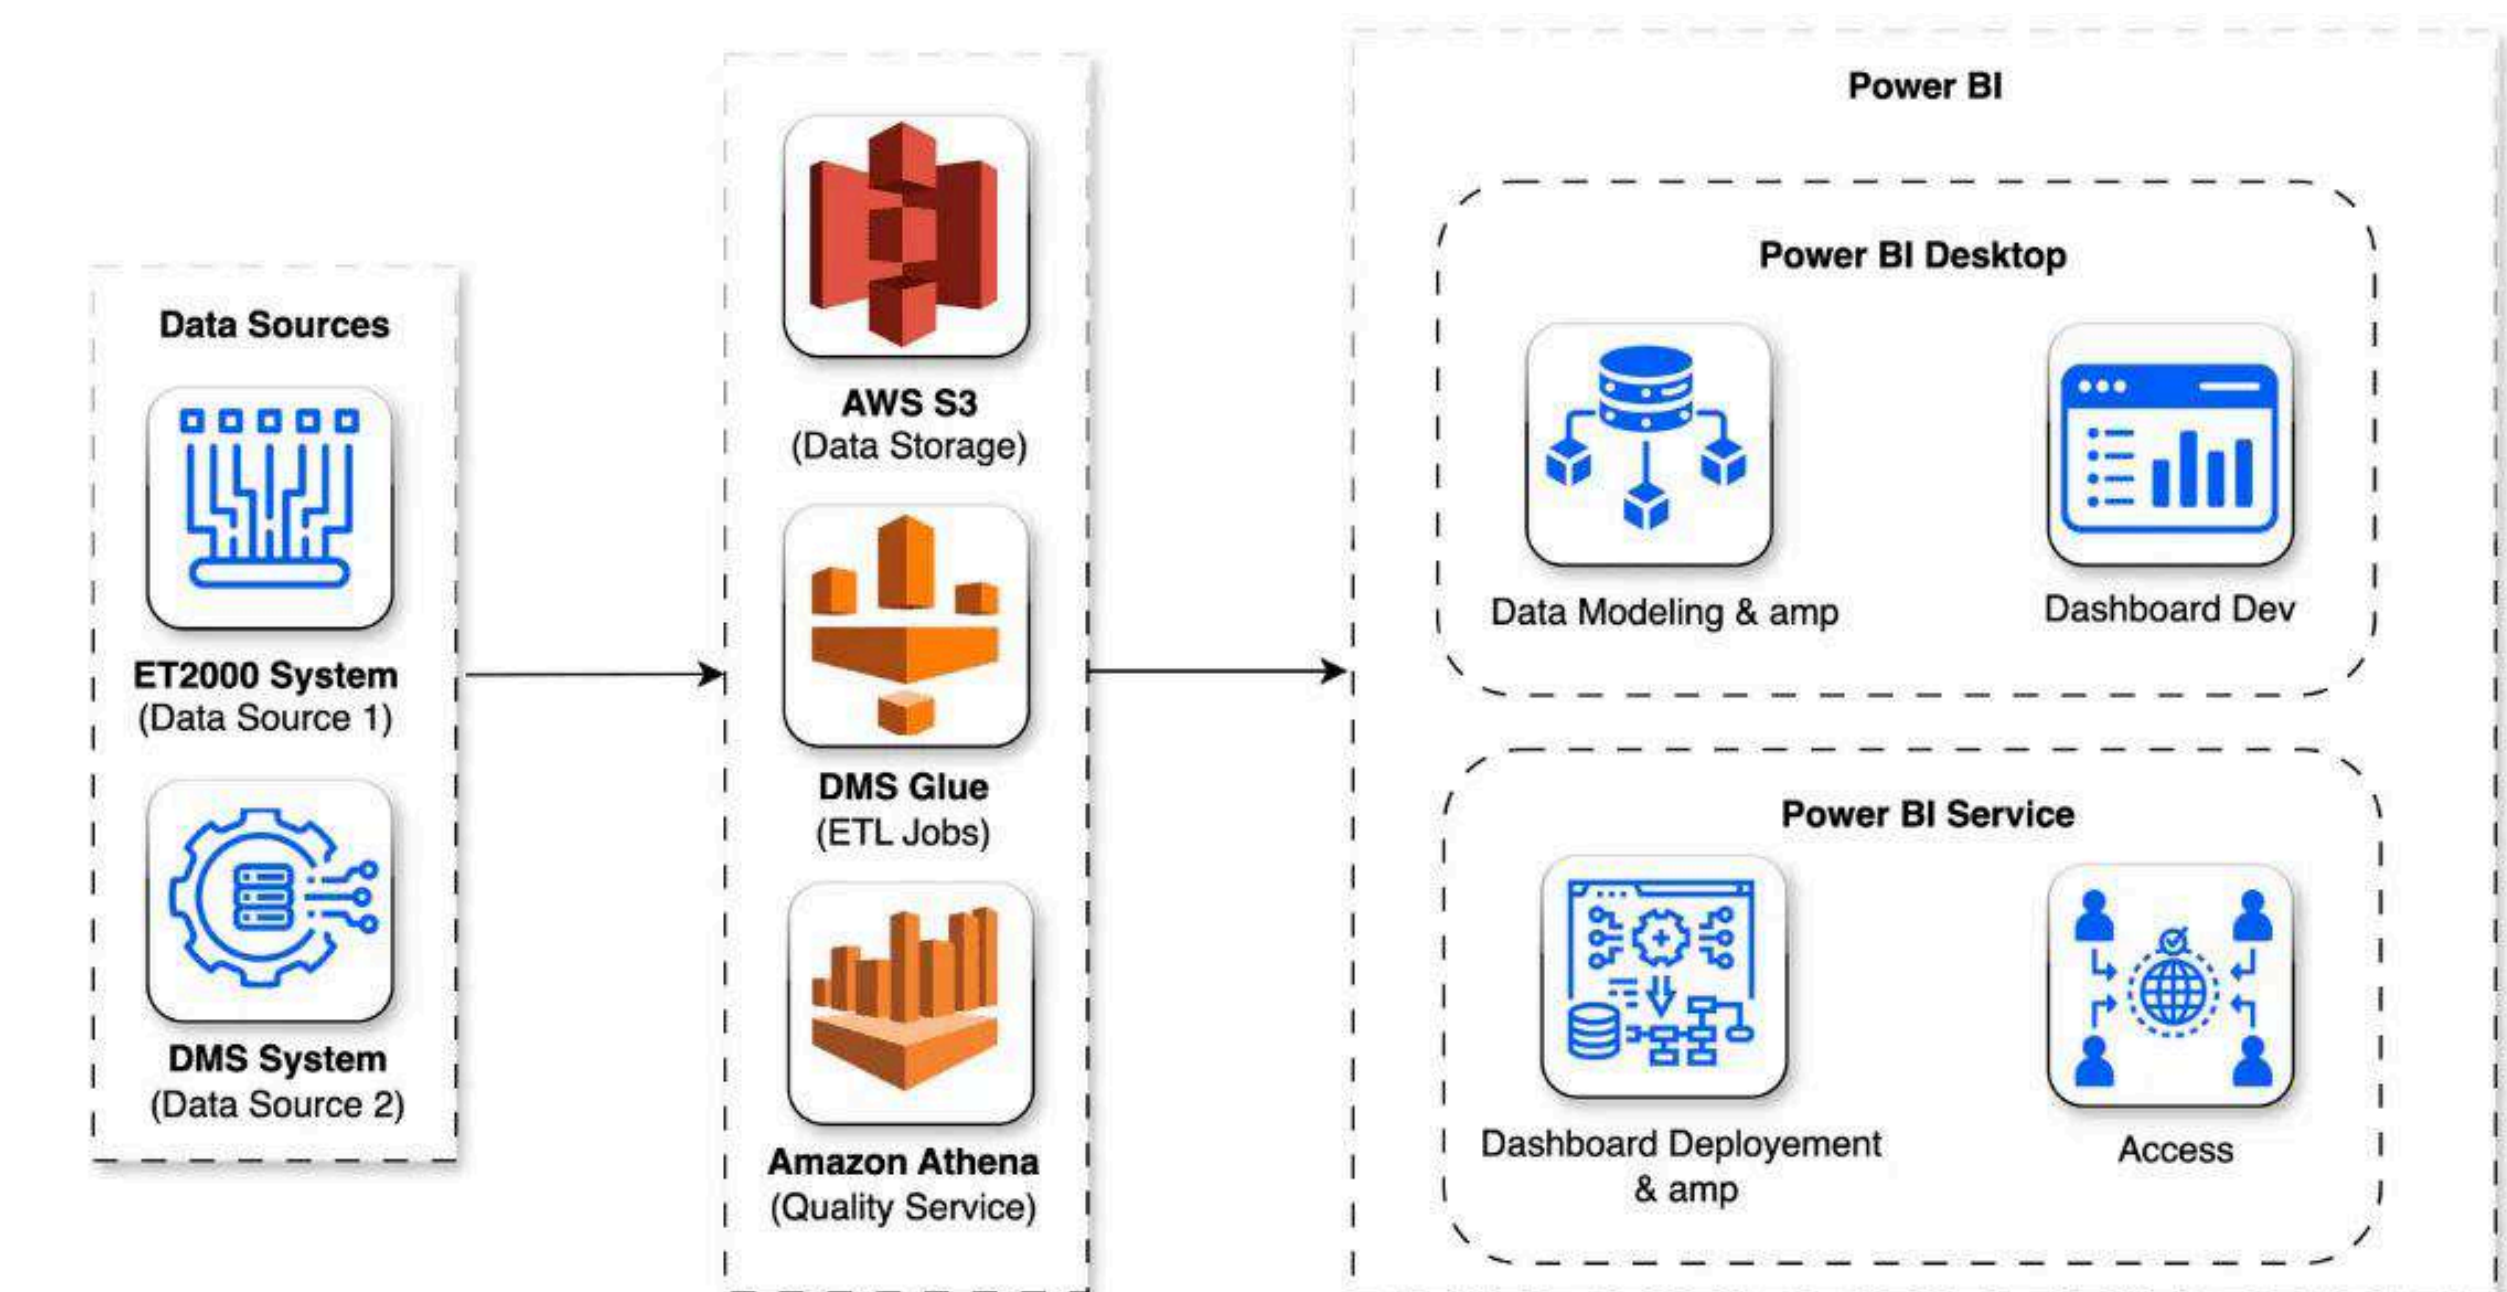 Data Sources
ET2000 System
(Data Source 1)
DMS System
(Data Source 2)
AWS S3
(Data Storage)
DMS Glue
(ETL Jobs)
Amazon Athena
(Quality Service)
Power BI
Power BI Desktop
Data Modeling & amp
Dashboard Dev
Power BI Service
Dashboard Deployement
& amp
Access